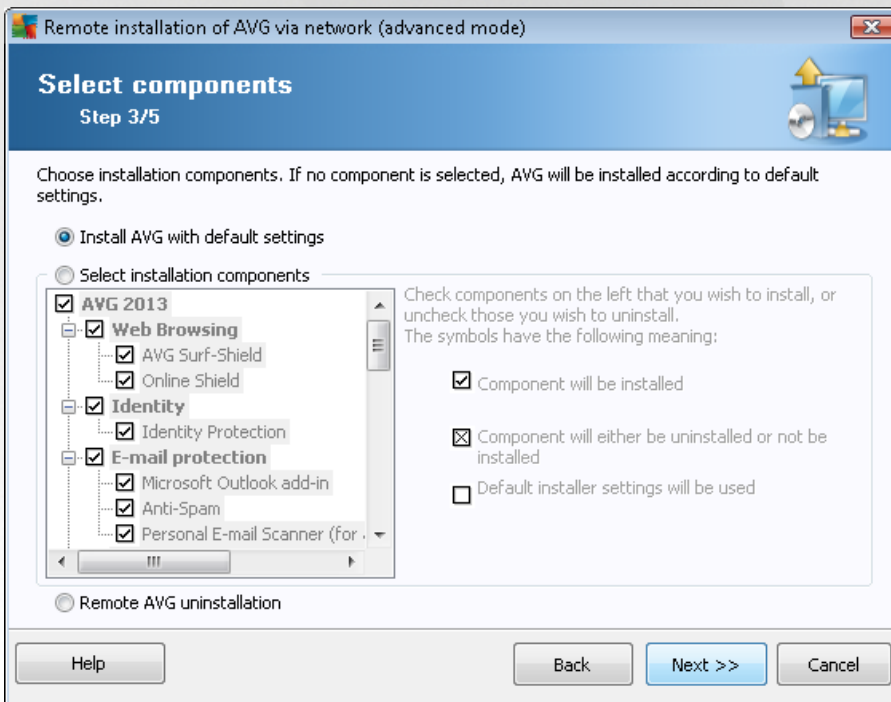 Remote installation of AVG via network (advanced mode)
Select components
Step 3/5
Choose installation components. If no component is selected, AVG will be installed according to default
settings.
Install AVG with default settings
Select installation components
AVG 2013
Web Browsing
AVG Surf-Shield
Online Shield
Identity
Identity Protection
E-mail protection
Microsoft Outlook add-in
Anti-Spam
Personal E-mail Scanner (for
Check components on the left that you wish to install, or
uncheck those you wish to uninstall.
The symbols have the following meaning:
Component will be installed
Component will either be uninstalled or not be
installed
Default installer settings will be used
Remote AVG uninstallation
Help
Back
Next >>
Cancel